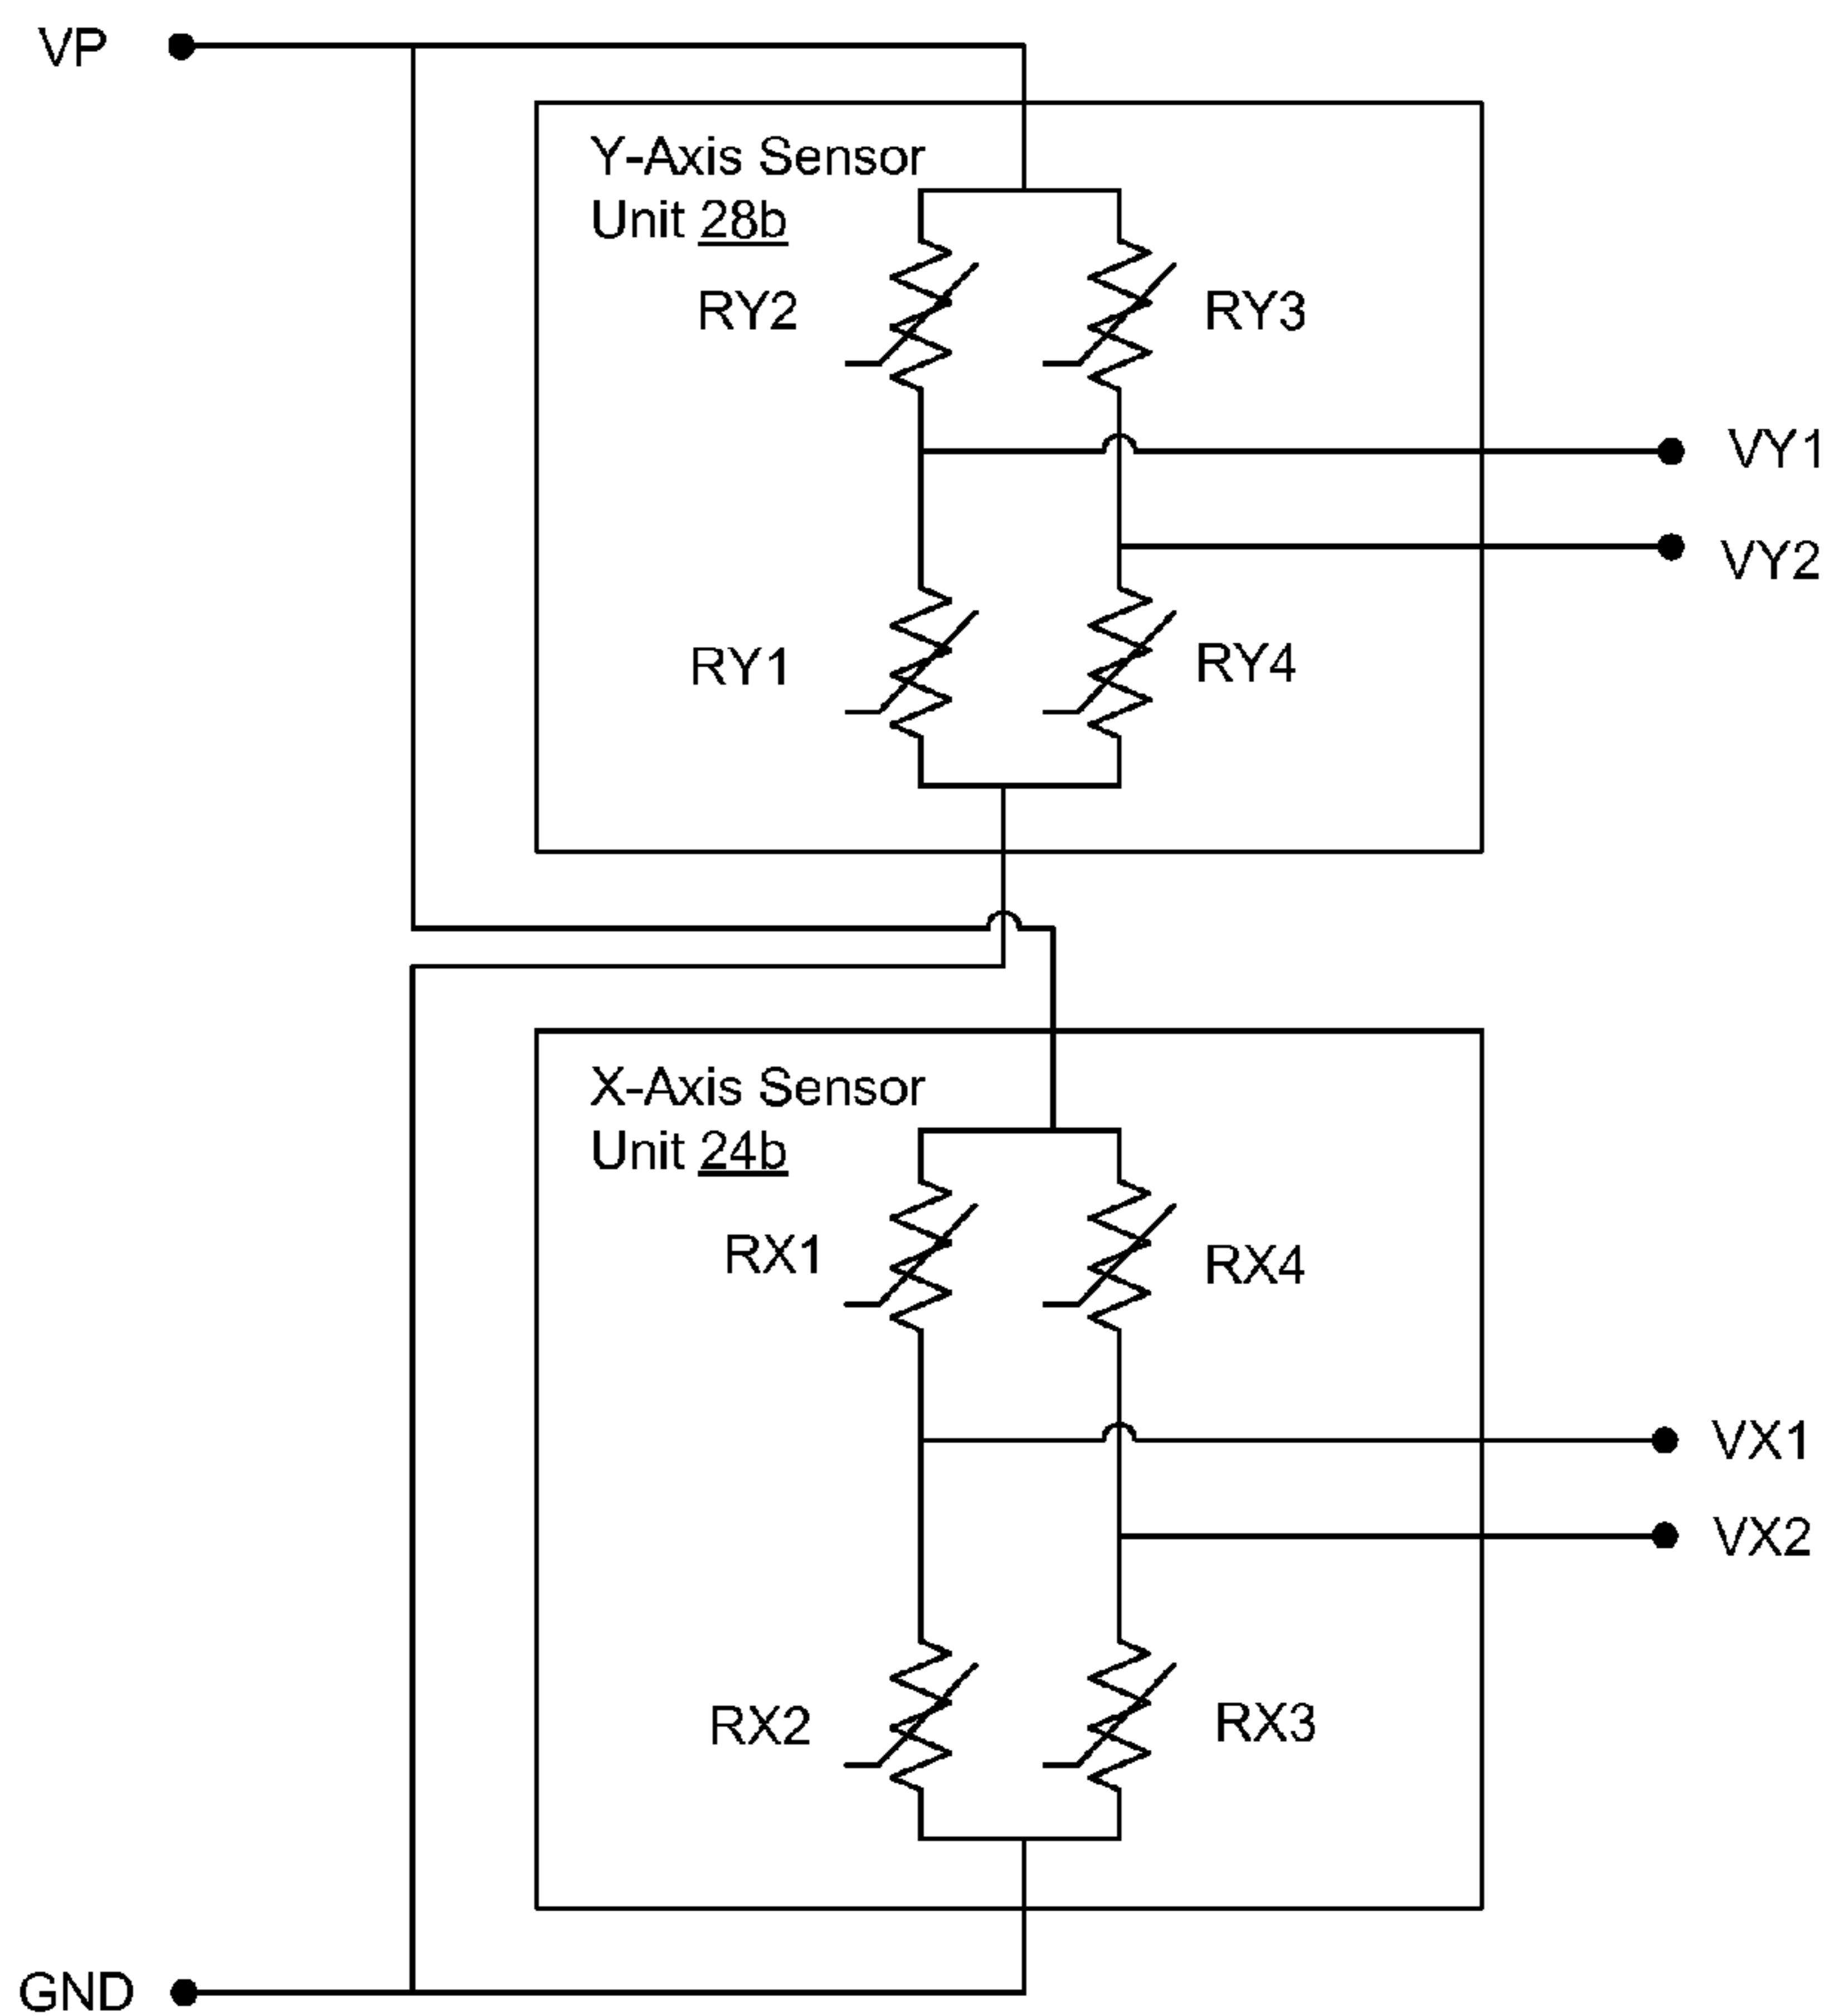 VP
Y-Axis Sensor
Unit 28b
RY2
RY3
VY1
VY2
RY1
RY4
X-Axis Sensor
Unit 24b
RX1
RX4
VX1
VX2
RX2
RX3
GND